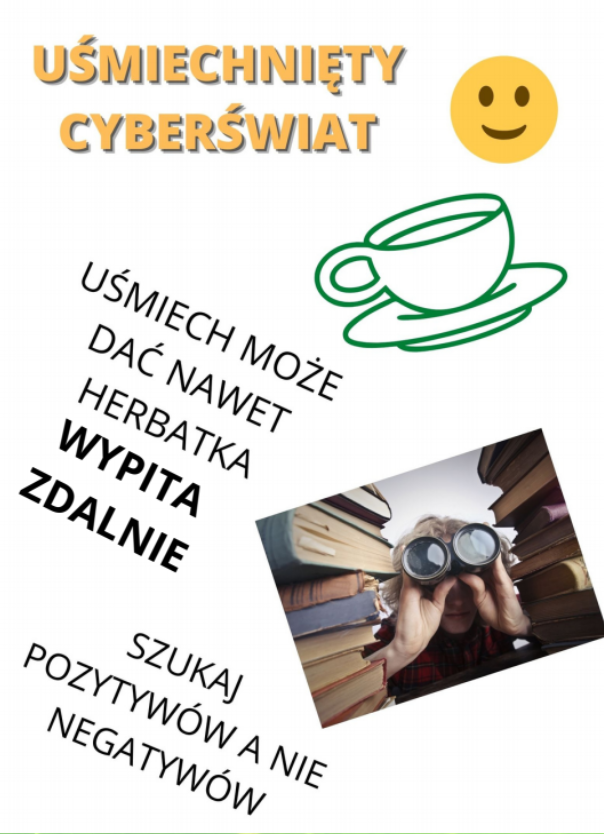 UŚMIECHNIĘTY
CYBERŚWIAT
UŚMIECH MOŻE
DAĆ NAWET
HERBATKA
WYPITA
ZDALNIE
SZUKAJ
POZYTYWÓW A NIE
NEGATYWÓW